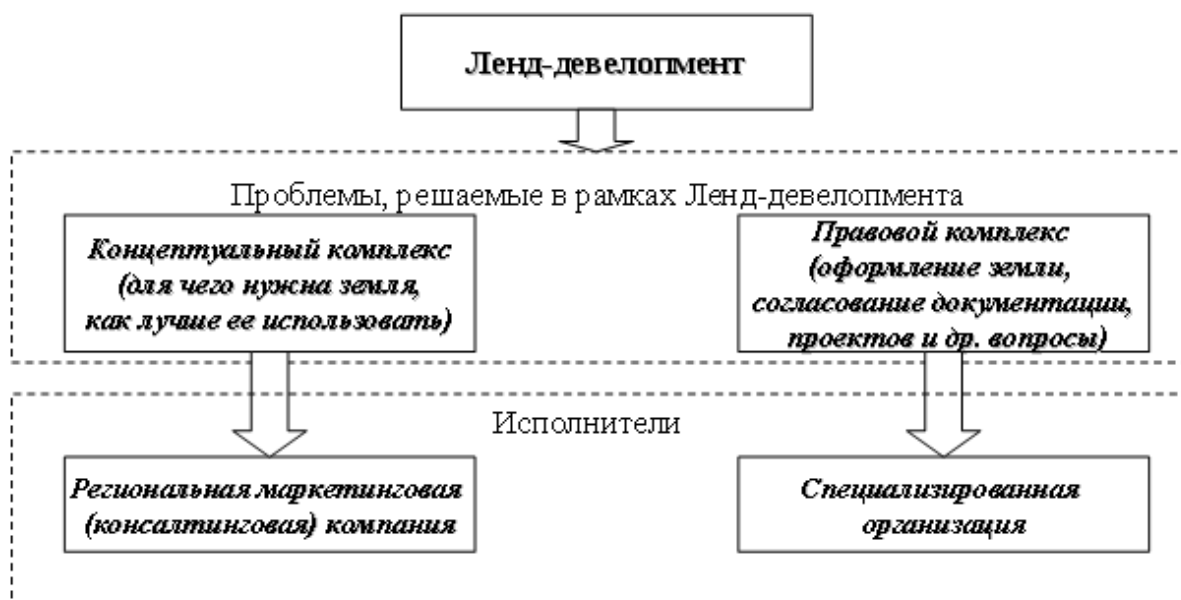 Ленд-девелопмент
Проблемы, решаемые в рамках Ленд-девелопмента
Концептуальный комплекс
(для чего нужна земля,
как лучше ее использовать)
Правовой комплекс
(оформление земли,
согласование документации,
проектов и др. вопросы)
Исполнители
Региональная маркетинговая
(консалтинговая) компания
Специализированная
организация